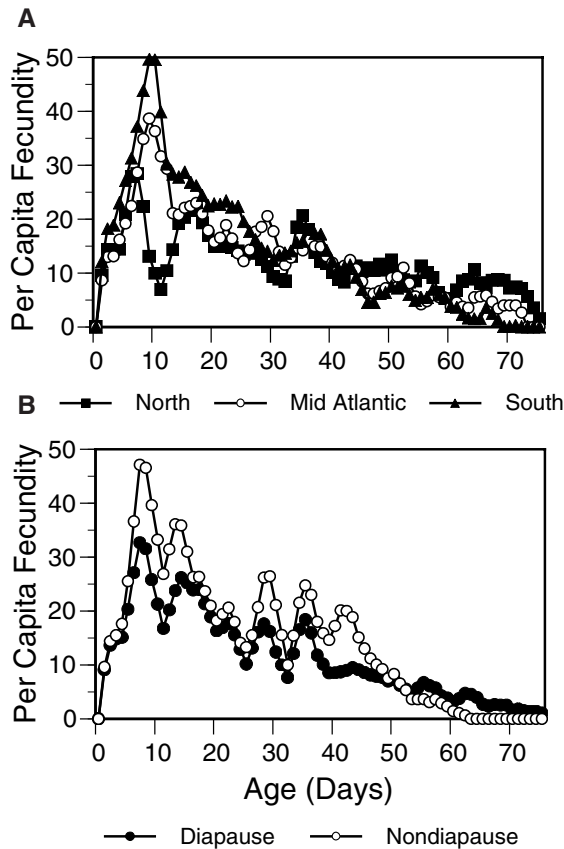 A
Per Capita Fecundity
50
40
30
20
10
0
0 10 20 30 40 50 60 70
North Mid Atlantic South
B
Per Capita Fecundity
50
40
30
20
10
0
0 10 20 30 40 50 60 70
Age (Days)
Diapause Nondiapause